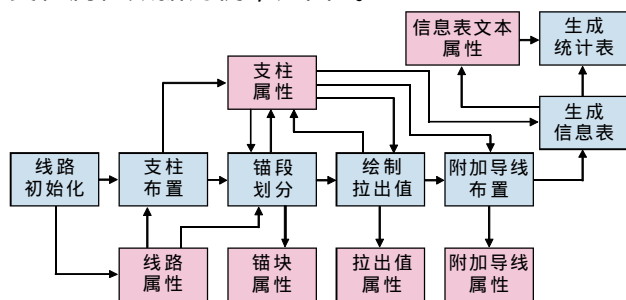 信息表文本
属性
生成
统计表
支柱
属性
生成
信息表
线路
初始化
支柱
布置
锚段
划分
绘制
拉出值
附加导线
布置
线路
属性
锚块
属性
拉出值
属性
附加导线
属性